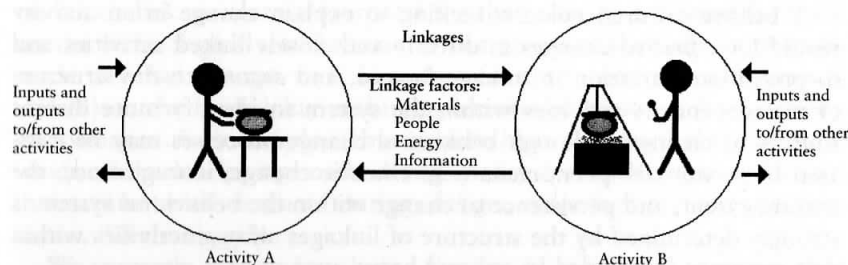 Linkages
Inputs and
outputs
to/from other
activities
Linkage factors:
Materials
People
Energy
Information
Inputs and
outputs
to/from other
activities
Activity A
Activity B